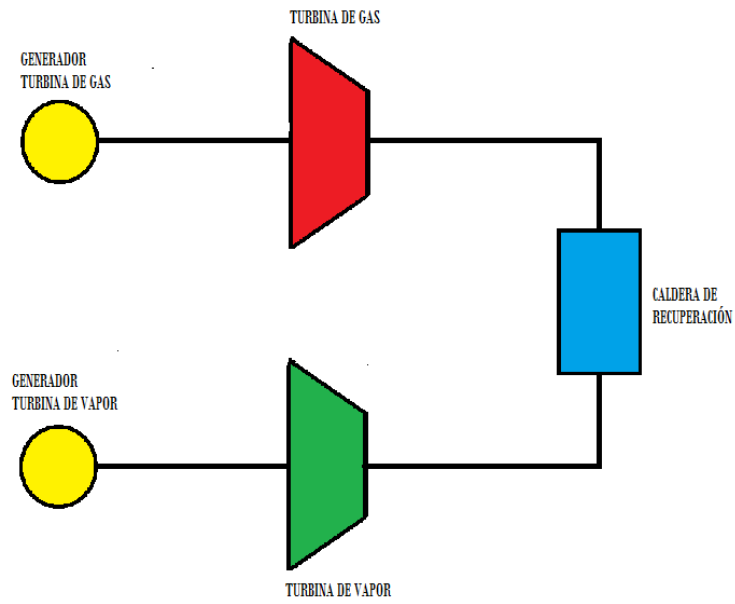 TURBINA DE GAS
GENERADOR
TURBINA DE GAS
CALDERA DE
RECUPERACIÓN
GENERADOR
TURBINA DE VAPOR
TURBINA DE VAPOR